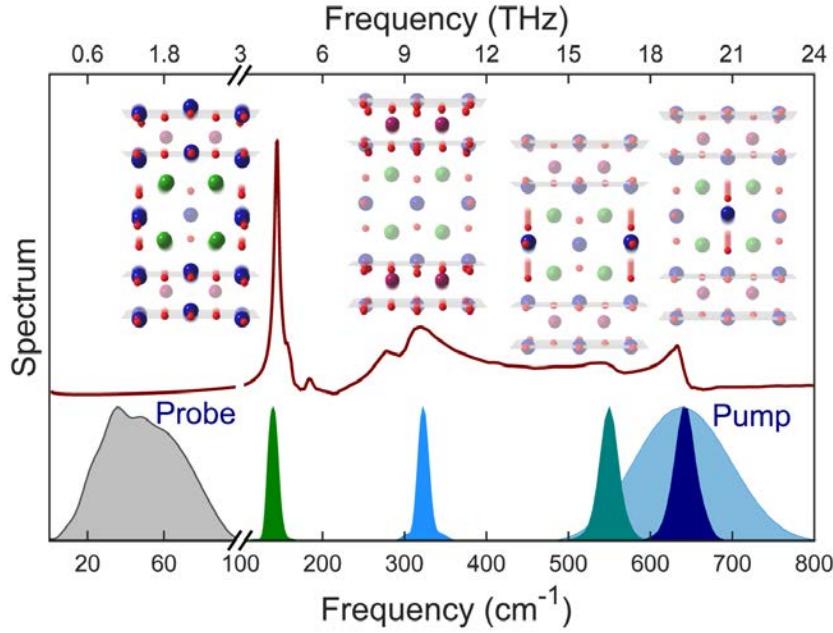 Frequency (THz)
0.6 1.8 3 6 9 12 15 18 21 24
Spectrum
Probe
Pump
20 60 100 200 300 400 500 600 700 800
Frequency (cm⁻¹)